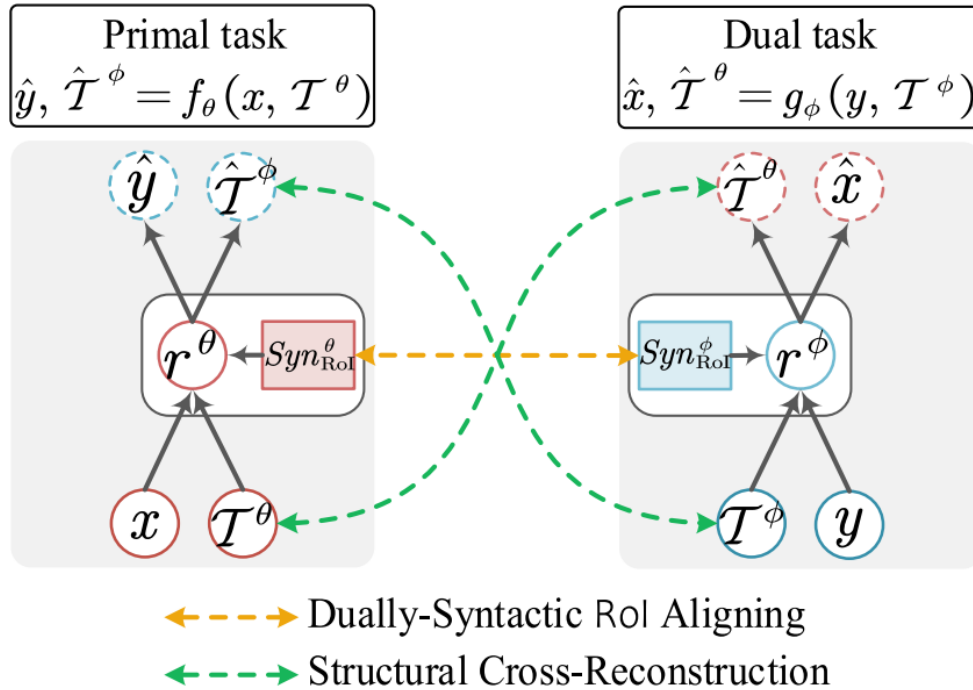 Primal task
ŷ, 𝒯̂^ϕ = f_θ(x, 𝒯^θ)
Dual task
x̂, 𝒯̂^θ = g_ϕ(y, 𝒯^ϕ)
ŷ 𝒯̂^ϕ
𝒯̂^θ x̂
r^θ Syn^θ_RoI
Syn^ϕ_RoI r^ϕ
x 𝒯^θ
𝒯^ϕ y
Dually-Syntactic RoI Aligning
Structural Cross-Reconstruction